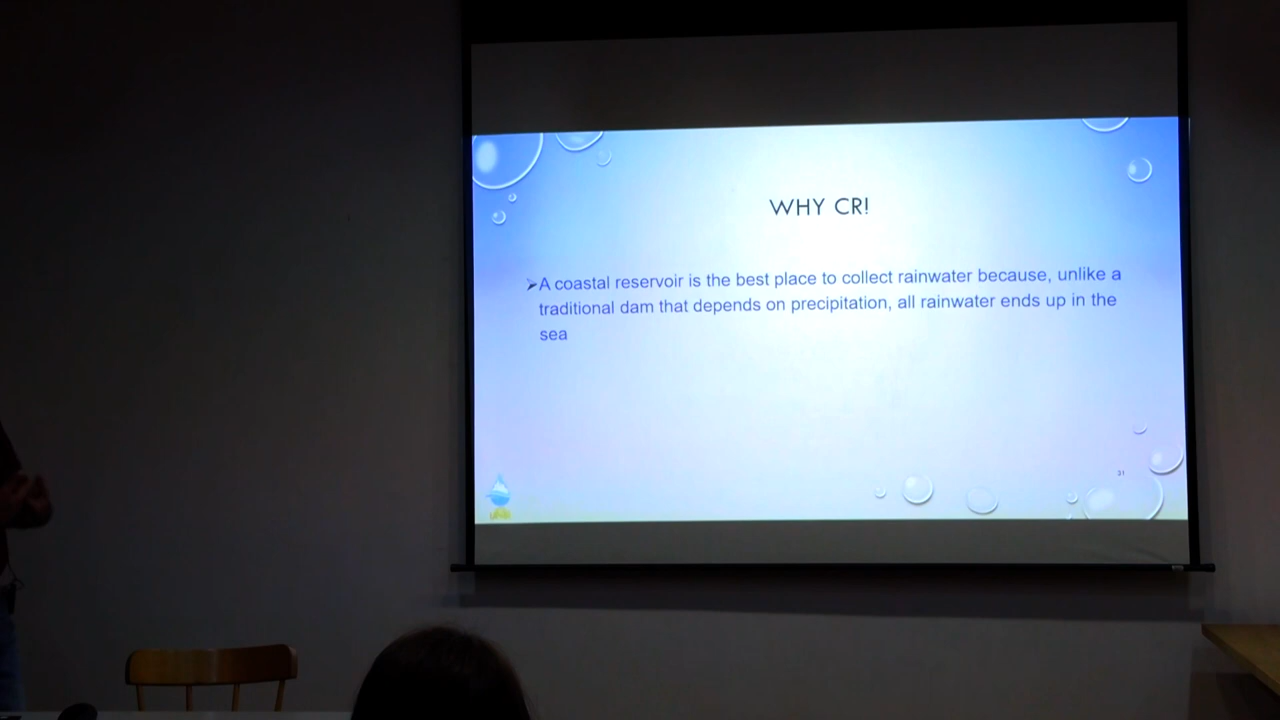 WHY CR!
➢A coastal reservoir is the best place to collect rainwater because, unlike a
traditional dam that depends on precipitation, all rainwater ends up in the
sea
31